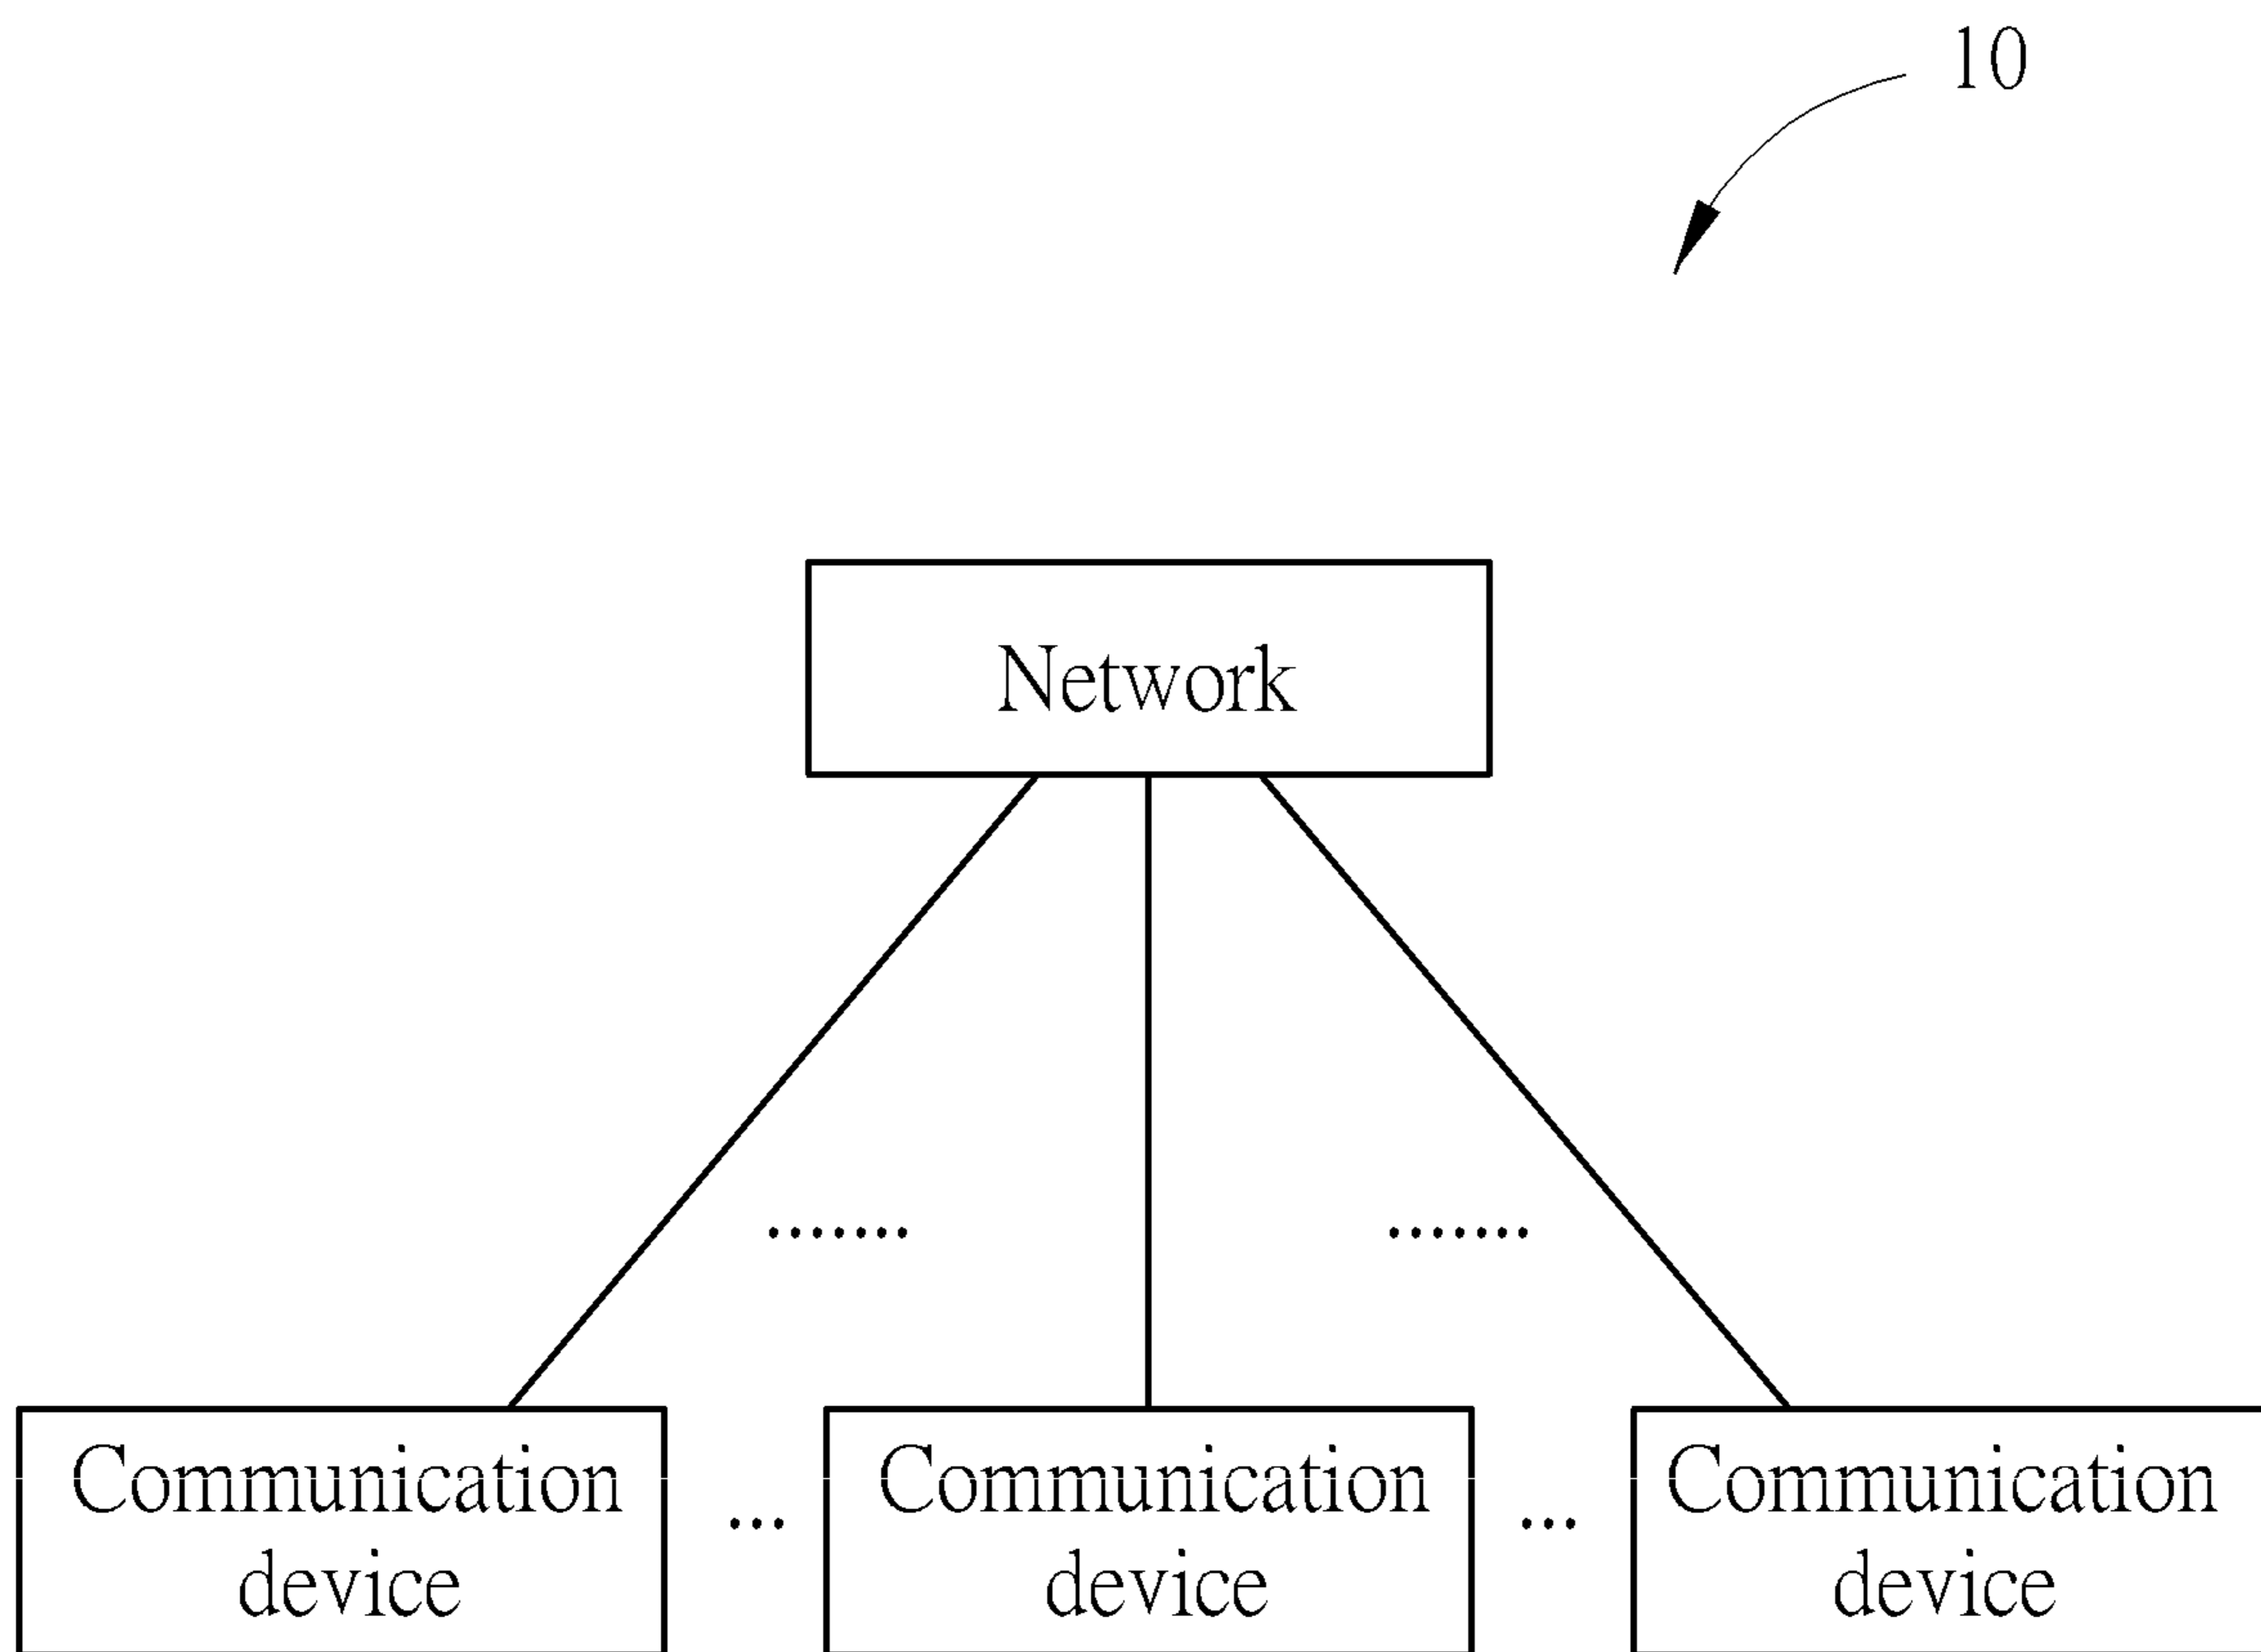 10
Network
.......
.......
Communication
device
...
Communication
device
...
Communication
device